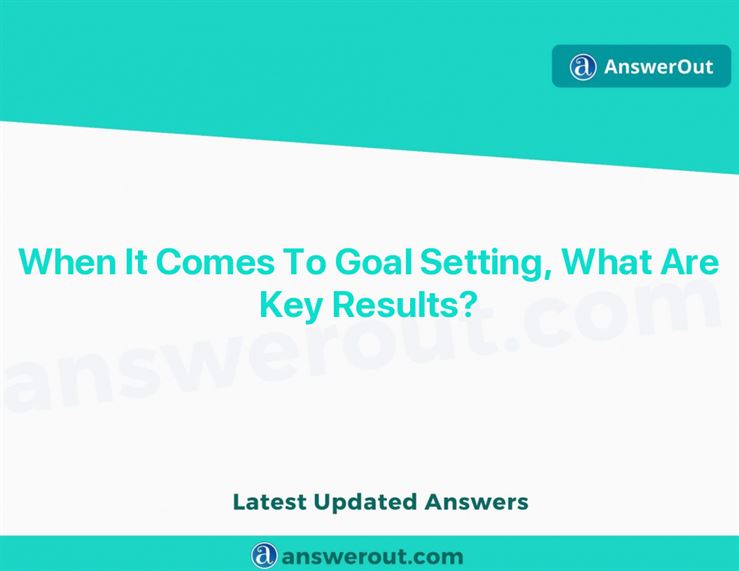 AnswerOut
When It Comes To Goal Setting, What Are
Key Results?
answerout.com
Latest Updated Answers
answerout.com